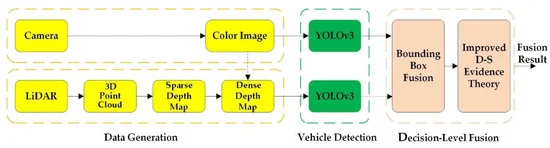 Camera
Color Image
YOLOv3
LiDAR
3D
Point
Cloud
Sparse
Depth
Map
Dense
Depth
Map
YOLOv3
Bounding
Box
Fusion
Improved
D-S
Evidence
Theory
Fusion
Result
Data Generation
Vehicle Detection
Decision-Level Fusion